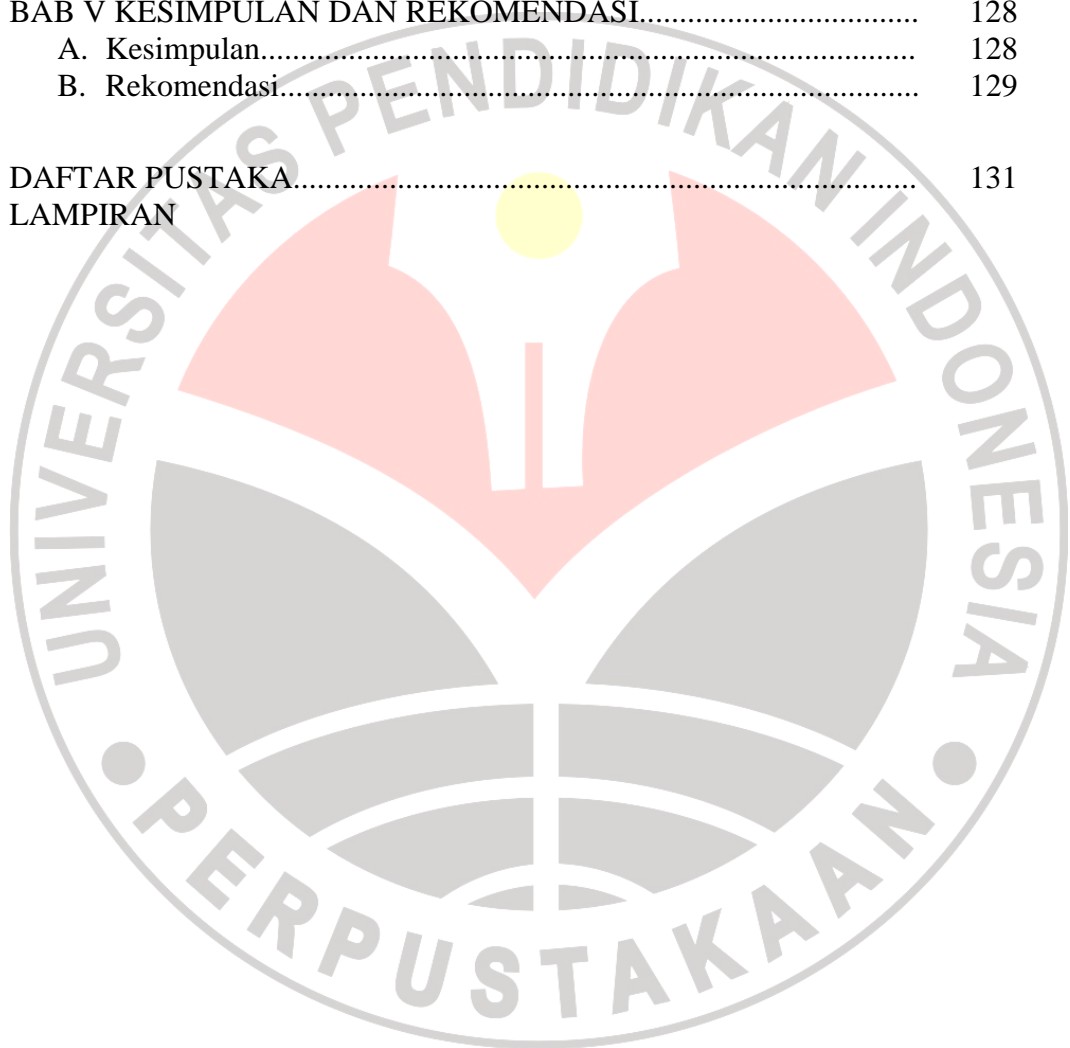 BAB V KESIMPULAN DAN REKOMENDASI.................................... 128
A. Kesimpulan..................................................................................... 128
B. Rekomendasi.................................................................................. 129
DAFTAR PUSTAKA................................................................................ 131
LAMPIRAN
UNIVERSITAS PENDIDIKAN INDONESIA
PERPUSTAKAAN